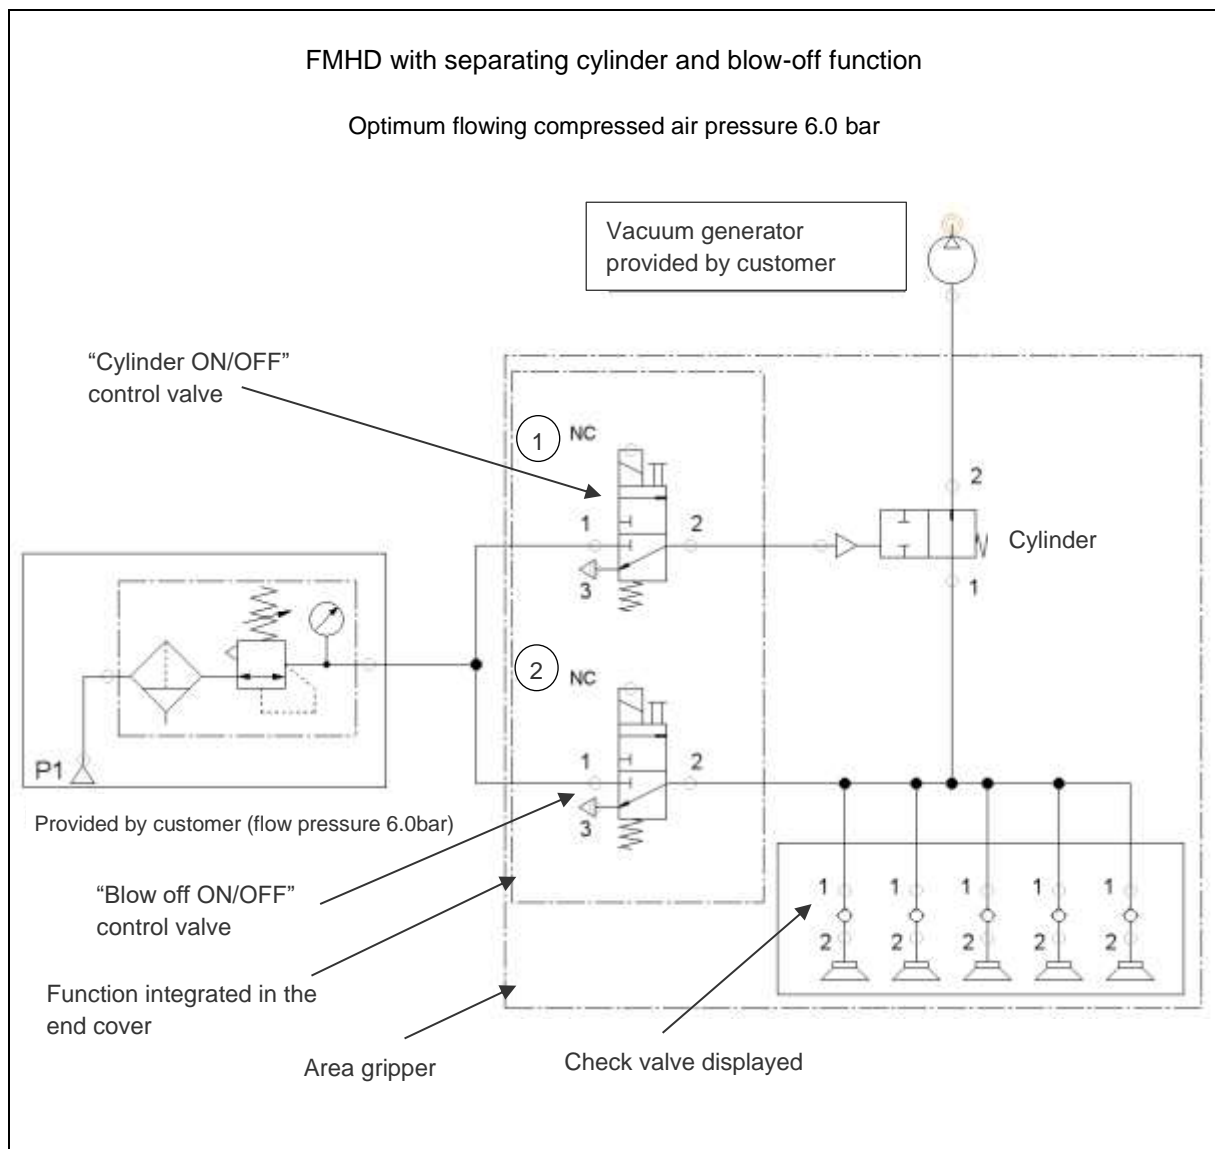 FMHD with separating cylinder and blow-off function
Optimum flowing compressed air pressure 6.0 bar
Vacuum generator
provided by customer
“Cylinder ON/OFF”
control valve
1
NC
1
2
3
2
Cylinder
1
2
NC
1
2
3
P1
Provided by customer (flow pressure 6.0bar)
“Blow off ON/OFF”
control valve
1 1 1 1 1
2 2 2 2 2
Function integrated in the
end cover
Area gripper
Check valve displayed